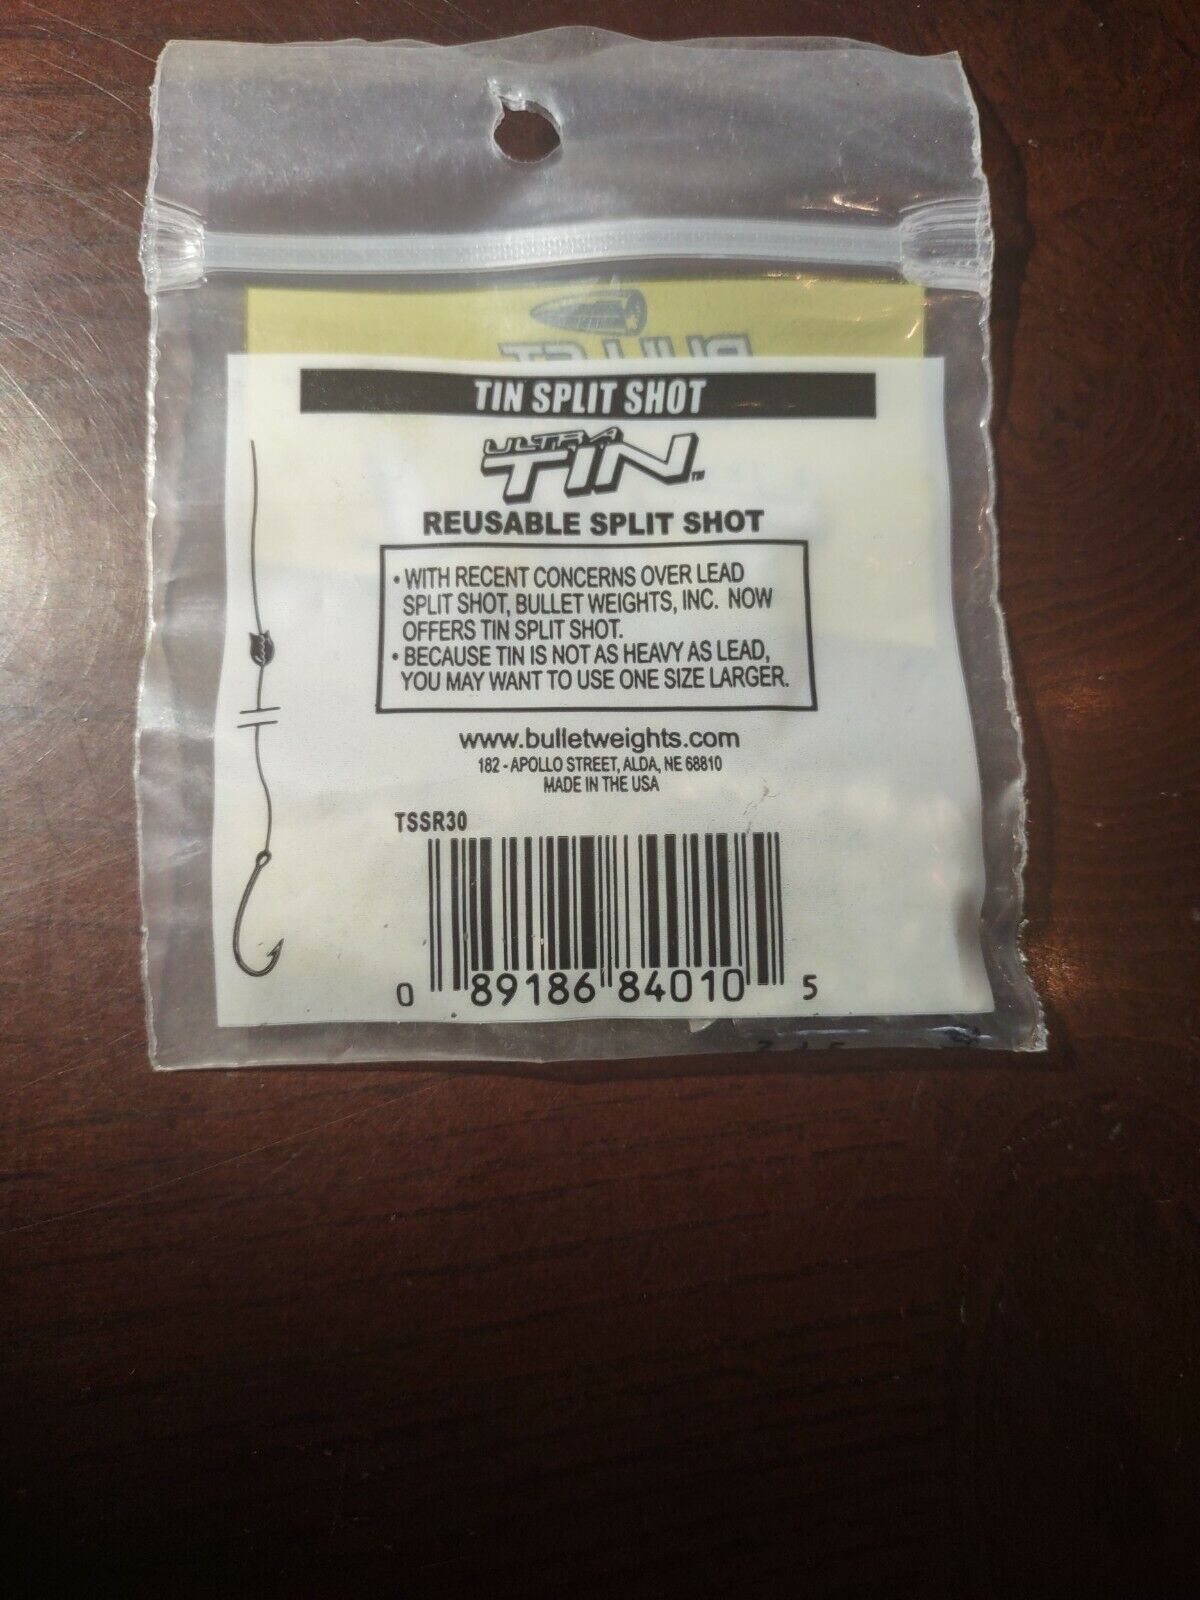 TIN SPLIT SHOT
ULTRA
TIN™
REUSABLE SPLIT SHOT
• WITH RECENT CONCERNS OVER LEAD
SPLIT SHOT, BULLET WEIGHTS, INC. NOW
OFFERS TIN SPLIT SHOT.
• BECAUSE TIN IS NOT AS HEAVY AS LEAD,
YOU MAY WANT TO USE ONE SIZE LARGER.
www.bulletweights.com
182 - APOLLO STREET, ALDA, NE 68810
MADE IN THE USA
TSSR30
0 89186 84010 5